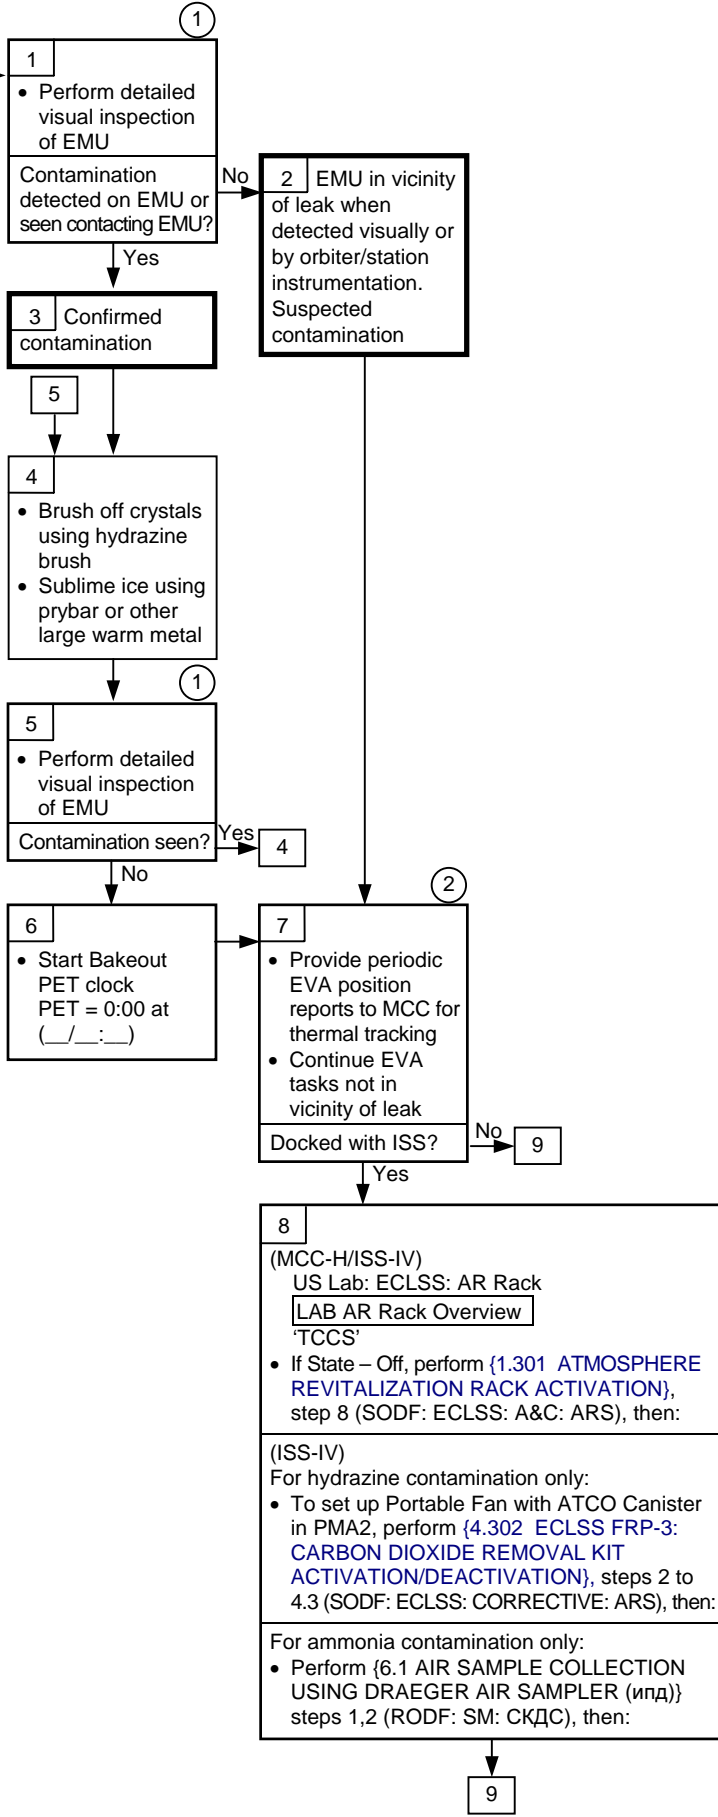 1
1
• Perform detailed
visual inspection
of EMU
Contamination
detected on EMU or
seen contacting EMU?
No
Yes
2 EMU in vicinity
of leak when
detected visually or
by orbiter/station
instrumentation.
Suspected
contamination
3 Confirmed
contamination
5
4
• Brush off crystals
using hydrazine
brush
• Sublime ice using
prybar or other
large warm metal
1
5
• Perform detailed
visual inspection
of EMU
Contamination seen?
Yes
4
No
6
• Start Bakeout
PET clock
PET = 0:00 at
(__/__:__)
2
7
• Provide periodic
EVA position
reports to MCC for
thermal tracking
• Continue EVA
tasks not in
vicinity of leak
Docked with ISS?
No
9
Yes
8
(MCC-H/ISS-IV)
US Lab: ECLSS: AR Rack
LAB AR Rack Overview
‘TCCS’
• If State – Off, perform {1.301 ATMOSPHERE
REVITALIZATION RACK ACTIVATION},
step 8 (SODF: ECLSS: A&C: ARS), then:
(ISS-IV)
For hydrazine contamination only:
• To set up Portable Fan with ATCO Canister
in PMA2, perform {4.302 ECLSS FRP-3:
CARBON DIOXIDE REMOVAL KIT
ACTIVATION/DEACTIVATION}, steps 2 to
4.3 (SODF: ECLSS: CORRECTIVE: ARS), then:
For ammonia contamination only:
• Perform {6.1 AIR SAMPLE COLLECTION
USING DRAEGER AIR SAMPLER (ипд)}
steps 1,2 (RODF: SM: СКДС), then:
9